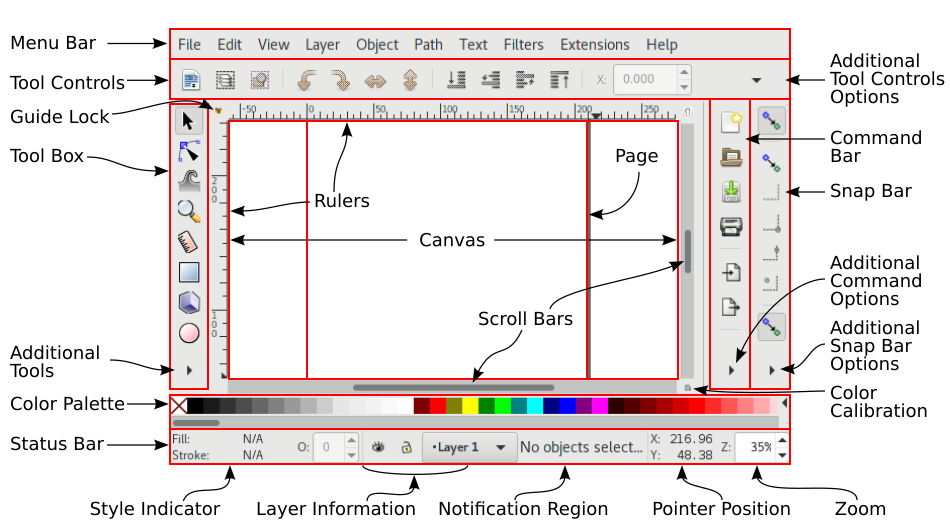 Menu Bar
File Edit View Layer Object Path Text Filters Extensions Help
Tool Controls
X: 0.000
Additional
Tool Controls
Options
Guide Lock
-50 0 50 100 150 200 250
Tool Box
Command
Bar
Page
200
Snap Bar
Rulers
Canvas
Additional
Command
Options
Scroll Bars
100
Additional
Snap Bar
Options
Additional
Tools
Color
Calibration
Color Palette
Status Bar
Fill: N/A
Stroke: N/A
O: 0
•Layer 1
No objects select...
X: 216.96
Y: 48.38
Z: 35%
Style Indicator
Layer Information
Notification Region
Pointer Position
Zoom